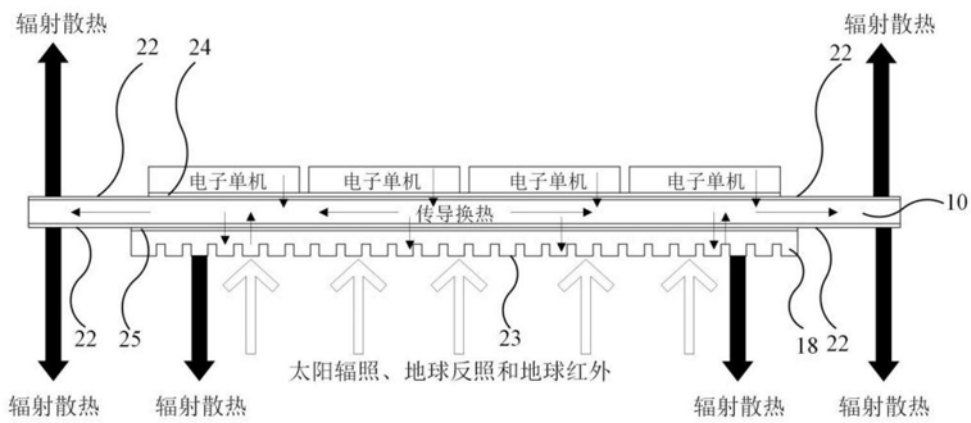 辐射散热 辐射散热
22 24 22
电子单机 电子单机 电子单机 电子单机
传导换热 10
22 25 23 18 22
太阳辐照、地球反照和地球红外
辐射散热 辐射散热 辐射散热 辐射散热